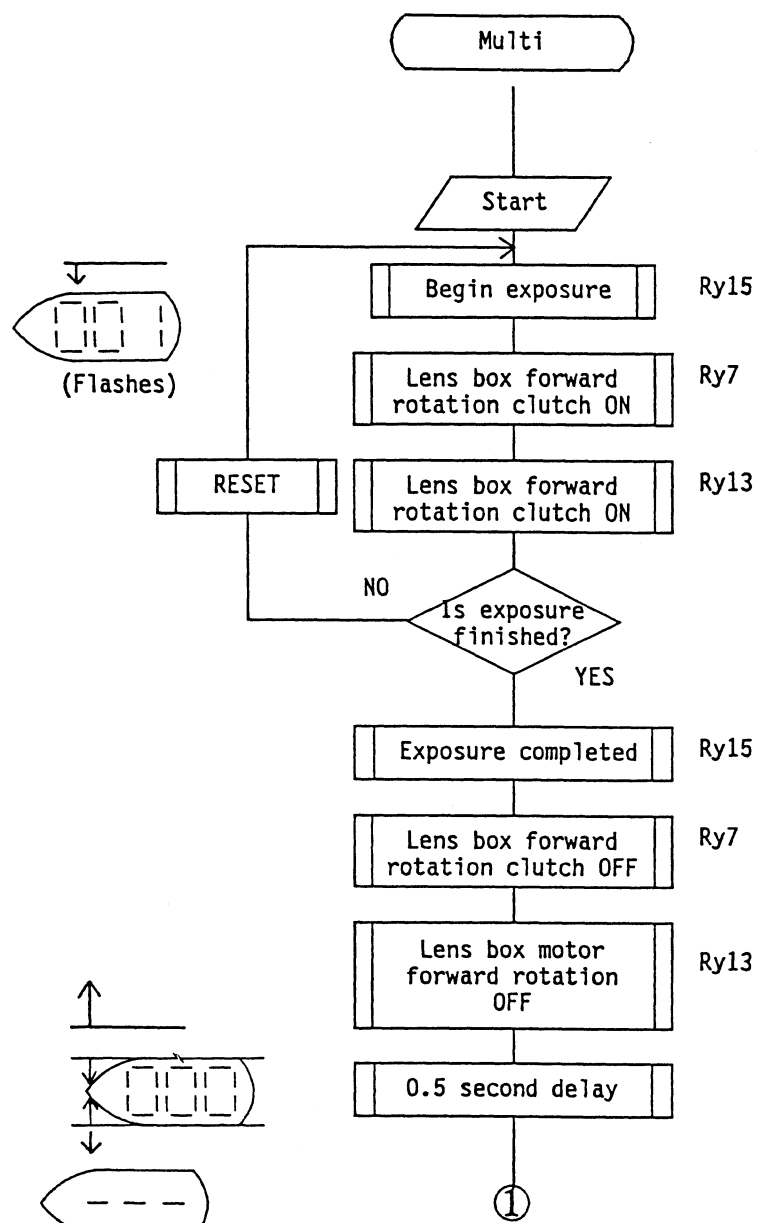 Multi
Start
Begin exposure
Ry15
(Flashes)
Lens box forward
rotation clutch ON
Ry7
RESET
Lens box forward
rotation clutch ON
Ry13
NO
Is exposure
finished?
YES
Exposure completed
Ry15
Lens box forward
rotation clutch OFF
Ry7
Lens box motor
forward rotation
OFF
Ry13
0.5 second delay
1